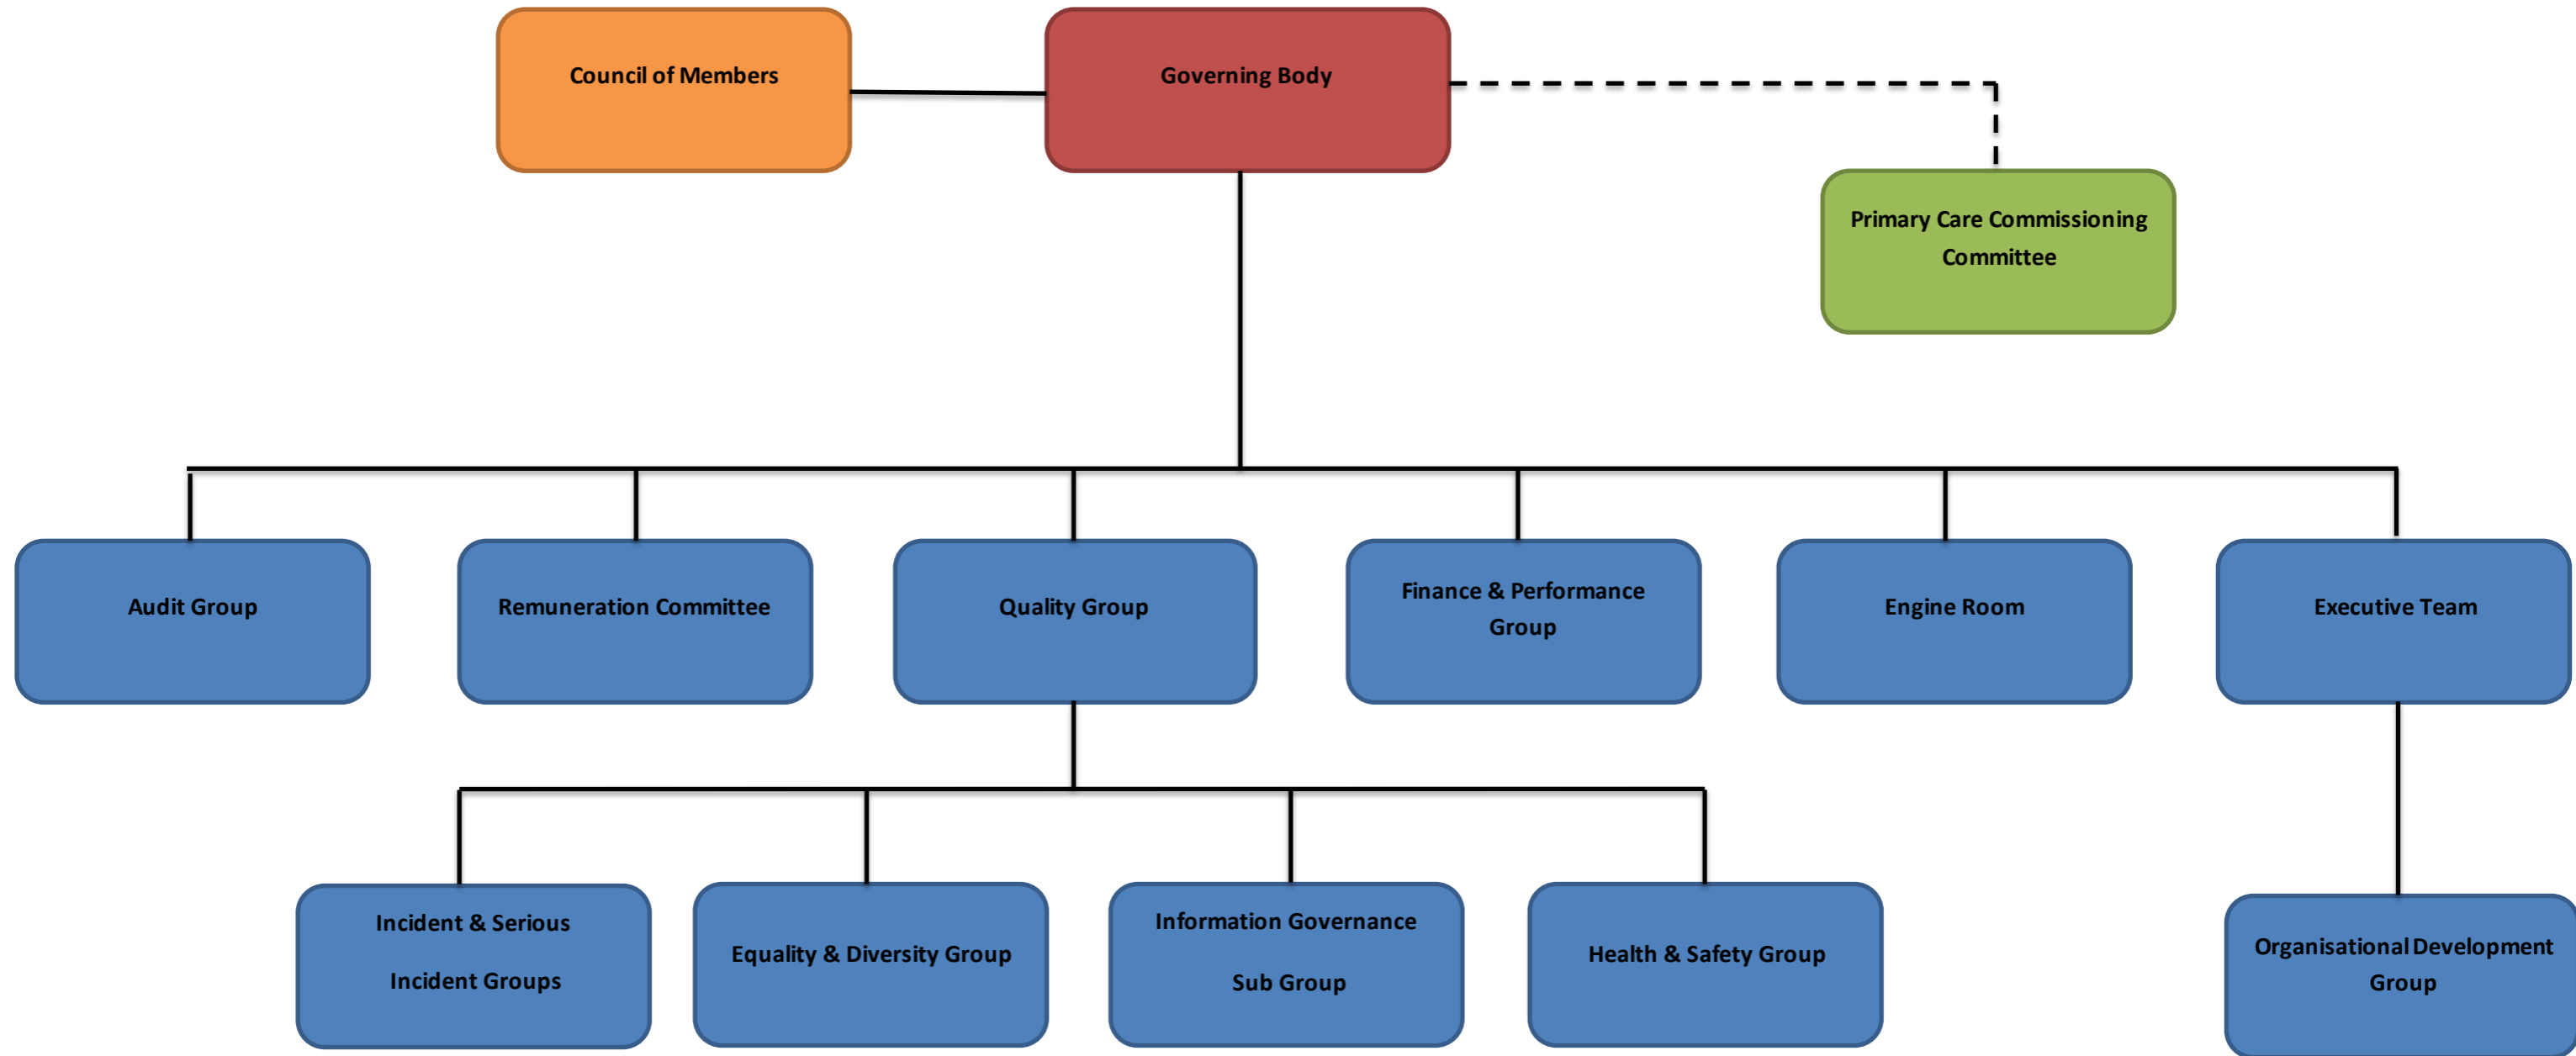 Council of Members
Governing Body
Primary Care Commissioning
Committee
Audit Group
Remuneration Committee
Quality Group
Finance & Performance
Group
Engine Room
Executive Team
Incident & Serious
Incident Groups
Equality & Diversity Group
Information Governance
Sub Group
Health & Safety Group
Organisational Development
Group